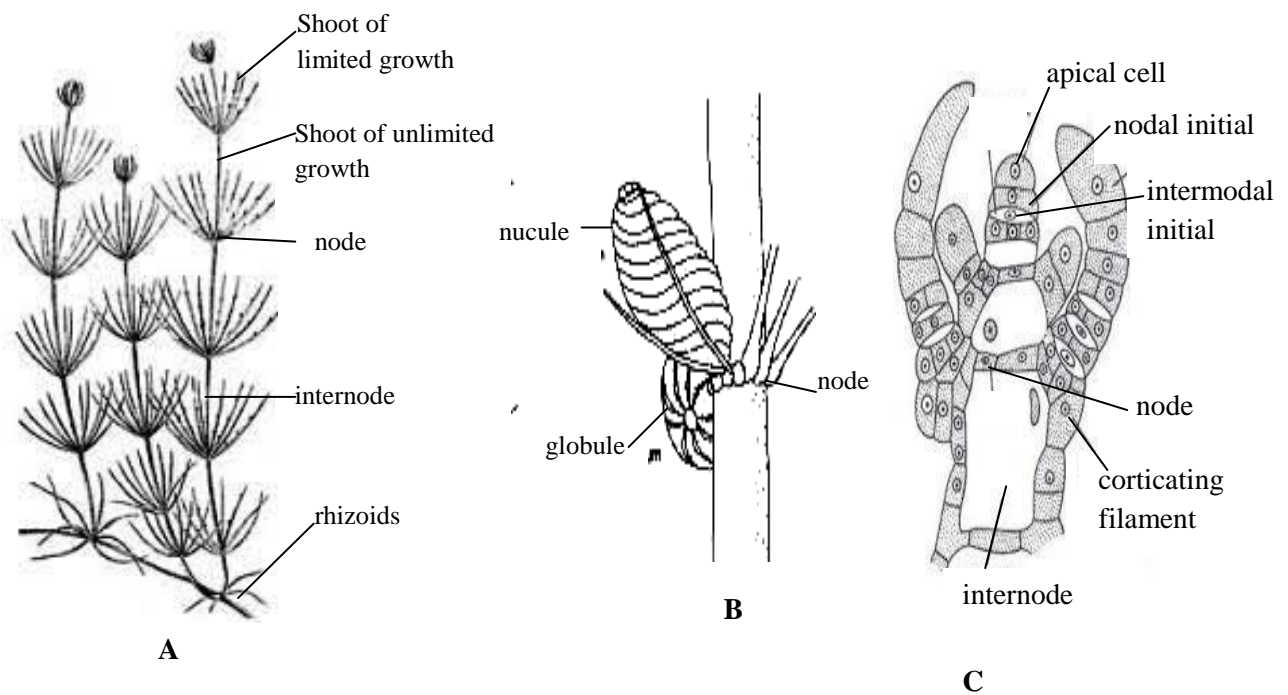 Shoot of
limited growth
Shoot of unlimited
growth
node
internode
rhizoids
A
nucule
globule
node
B
apical cell
nodal initial
intermodal
initial
node
corticating
filament
internode
C